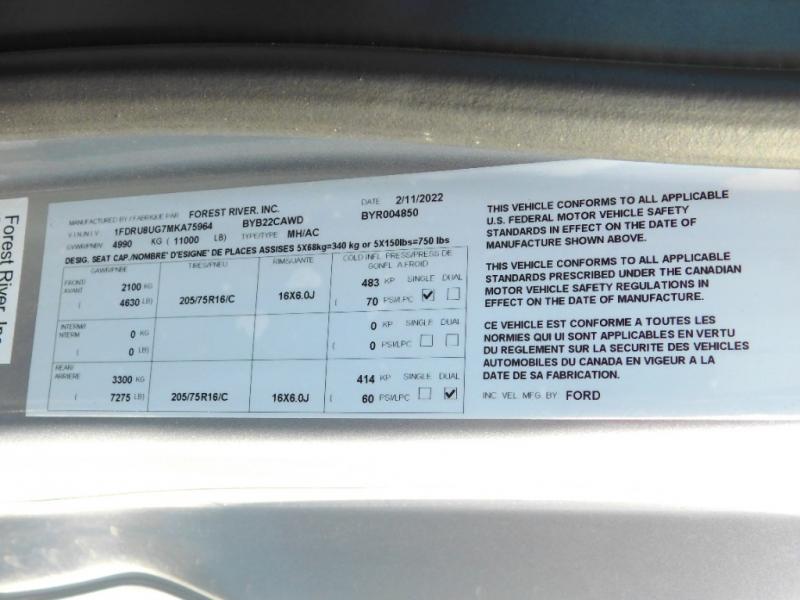 MANUFACTURED BY / FABRIQUE PAR FOREST RIVER, INC. DATE 2/11/2022
V.I.N./N.I.V. 1FDRU8UG7MKA75964 BYB22CAWD BYR004850
GVWR/PNBV 4990 KG ( 11000 LB) TYPE/TYPE MH/AC
DESIG. SEAT CAP./NOMBRE' D'ESIGNE' DE PLACES ASSISES 5X68kg=340 kg or 5X150lbs=750 lbs
GAWR/PNBE TIRES/PNEU RIMS/JANTE COLD INFL PRESS/PRESS DE GONFL A FROID
FRONT/ AVANT 2100 KG 483 KP SINGLE DUAL
( 4630 LB) 205/75R16/C 16X6.0J ( 70 PSI/LPC ☑ ☐
INTERM/ INTERM 0 KG 0 KP SINGLE DUAL
( 0 LB) ( 0 PSI/LPC ☐ ☐
REAR/ ARRIERE 3300 KG 414 KP SINGLE DUAL
( 7275 LB) 205/75R16/C 16X6.0J ( 60 PSI/LPC ☐ ☑
THIS VEHICLE CONFORMS TO ALL APPLICABLE
U.S. FEDERAL MOTOR VEHICLE SAFETY
STANDARDS IN EFFECT ON THE DATE OF
MANUFACTURE SHOWN ABOVE.
THIS VEHICLE CONFORMS TO ALL APPLICABLE
STANDARDS PRESCRIBED UNDER THE CANADIAN
MOTOR VEHICLE SAFETY REGULATIONS IN
EFFECT ON THE DATE OF MANUFACTURE.
CE VEHICLE EST CONFORME A TOUTES LES
NORMIES QUI UI SONT APPLICABLES EN VERTU
DU REGLEMENT SUR LA SECURITE DES VEHICLES
AUTOMOBILES DU CANADA EN VIGEUR A LA
DATE DE SA FABRICATION.
INC. VEL. MFG. BY FORD
Forest River, Inc